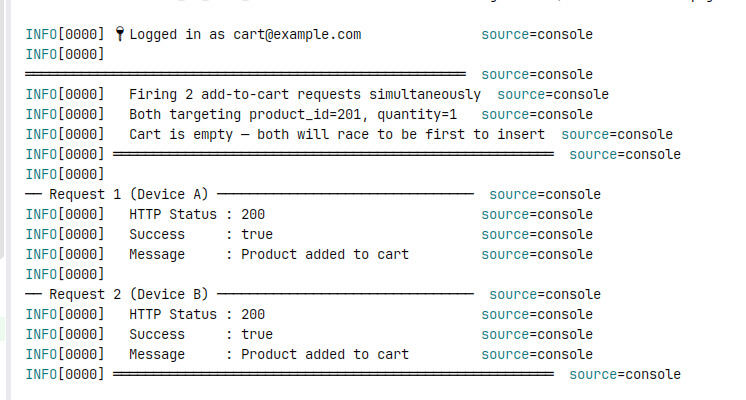 INFO[0000] Logged in as cart@example.com source=console
INFO[0000]
════════════════════════════════════════════════════════ source=console
INFO[0000] Firing 2 add-to-cart requests simultaneously source=console
INFO[0000] Both targeting product_id=201, quantity=1 source=console
INFO[0000] Cart is empty — both will race to be first to insert source=console
INFO[0000] ════════════════════════════════════════════════════════ source=console
INFO[0000]
── Request 1 (Device A) ──────────────────────────────── source=console
INFO[0000] HTTP Status : 200 source=console
INFO[0000] Success : true source=console
INFO[0000] Message : Product added to cart source=console
INFO[0000]
── Request 2 (Device B) ──────────────────────────────── source=console
INFO[0000] HTTP Status : 200 source=console
INFO[0000] Success : true source=console
INFO[0000] Message : Product added to cart source=console
INFO[0000] ════════════════════════════════════════════════════════ source=console